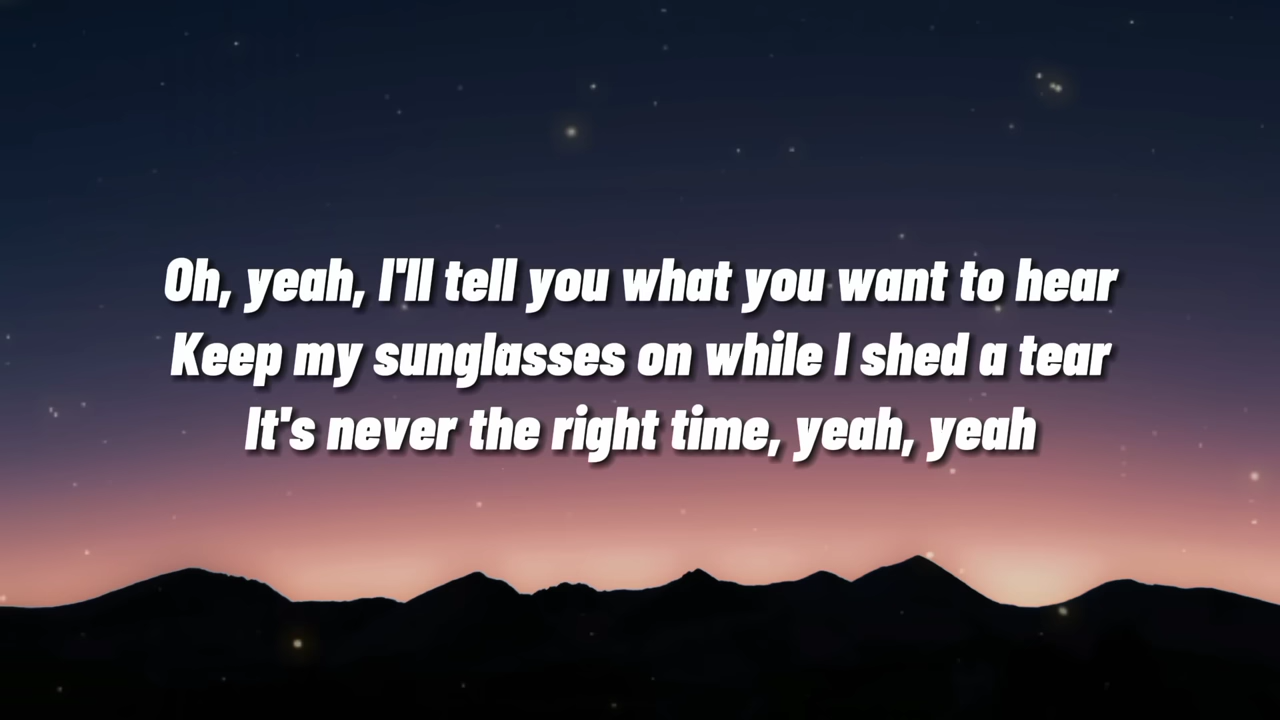 Oh, yeah, I'll tell you what you want to hear
Keep my sunglasses on while I shed a tear
It's never the right time, yeah, yeah